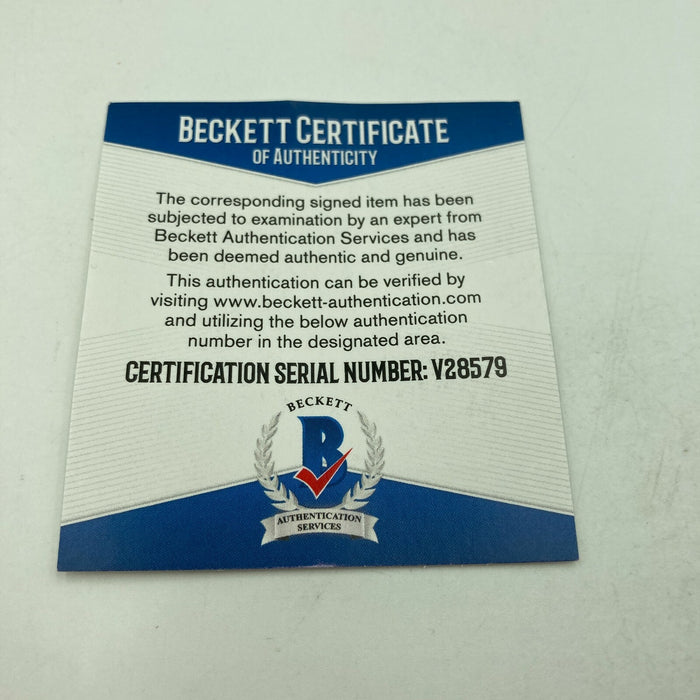 BECKETT CERTIFICATE
OF AUTHENTICITY
The corresponding signed item has been
subjected to examination by an expert from
Beckett Authentication Services and has
been deemed authentic and genuine.
This authentication can be verified by
visiting www.beckett-authentication.com
and utilizing the below authentication
number in the designated area.
CERTIFICATION SERIAL NUMBER: V28579
BECKETT
B
AUTHENTICATION
SERVICES